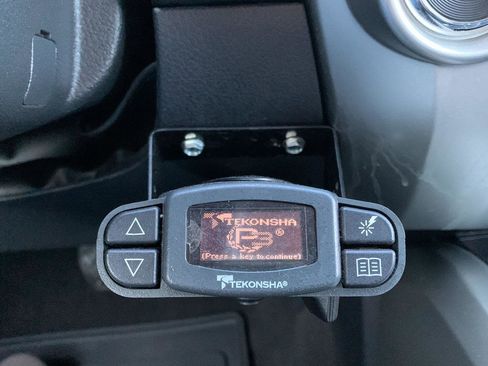 TEKONSHA
P3®
(Press a key to continue)
TEKONSHA®